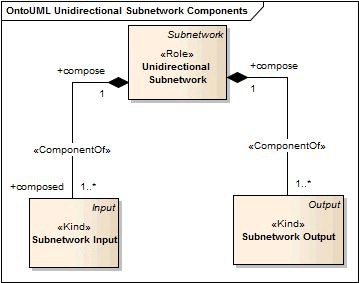 OntoUML Unidirectional Subnetwork Components
Subnetwork
«Role»
Unidirectional
Subnetwork
+compose
1
+compose
1
«ComponentOf»
«ComponentOf»
+composed
1..*
1..*
Input
«Kind»
Subnetwork Input
Output
«Kind»
Subnetwork Output